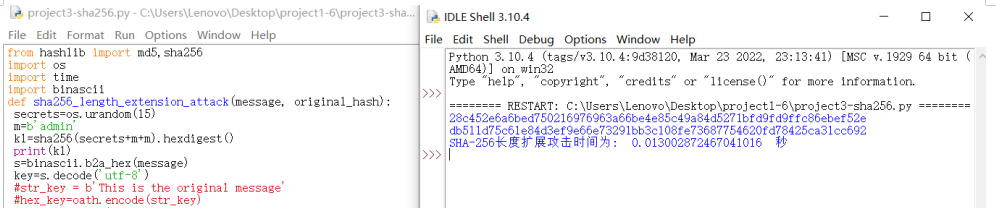 project3-sha256.py - C:\Users\Lenovo\Desktop\project1-6\project3-sha...
File Edit Format Run Options Window Help
from hashlib import md5,sha256
import os
import time
import binascii
def sha256_length_extension_attack(message, original_hash):
secrets=os.urandom(15)
m=b'admin'
k1=sha256(secrets+m+m).hexdigest()
print(k1)
s=binascii.b2a_hex(message)
key=s.decode('utf-8')
#str_key = b'This is the original message'
#hex_key=oath.encode(str_key)
IDLE Shell 3.10.4
File Edit Shell Debug Options Window Help
Python 3.10.4 (tags/v3.10.4:9d38120, Mar 23 2022, 23:13:41) [MSC v.1929 64 bit (
AMD64)] on win32
Type "help", "copyright", "credits" or "license()" for more information.
>>>
======== RESTART: C:\Users\Lenovo\Desktop\project1-6\project3-sha256.py =========
28c452e6a6bed750216976963a66be4e85c49a84d5271bfd9fd9ffc86ebef52e
db511d75c61e84d3ef9e66e73291bb3c108fe73687754620fd78425ca31cc692
SHA-256长度扩展攻击时间为: 0.013002872467041016 秒
>>>